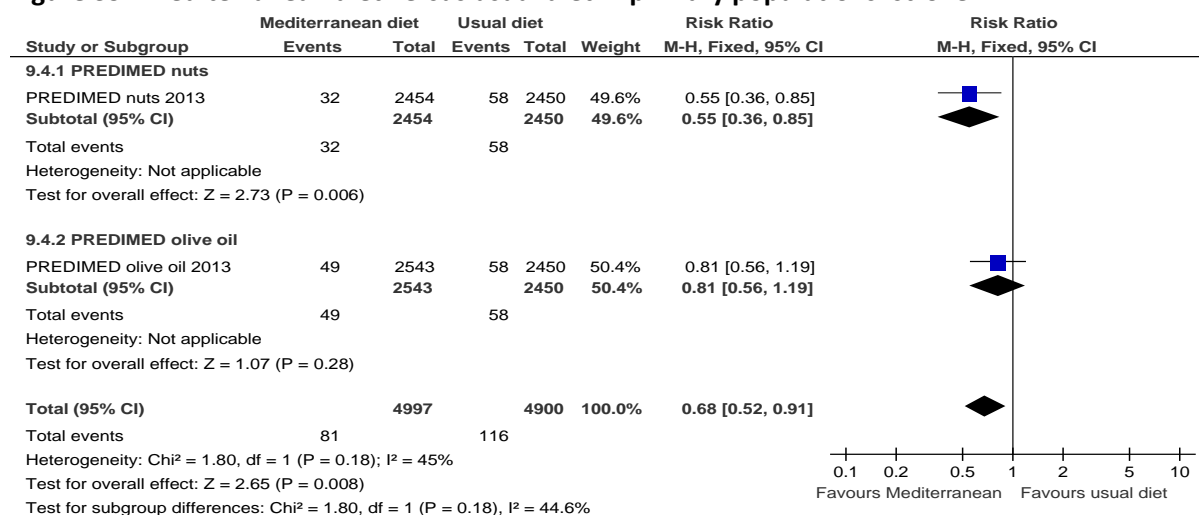 Mediterranean diet Usual diet Risk Ratio Risk Ratio
Study or Subgroup Events Total Events Total Weight M-H, Fixed, 95% CI M-H, Fixed, 95% CI
9.4.1 PREDIMED nuts
PREDIMED nuts 2013 32 2454 58 2450 49.6% 0.55 [0.36, 0.85]
Subtotal (95% CI) 2454 2450 49.6% 0.55 [0.36, 0.85]
Total events 32 58
Heterogeneity: Not applicable
Test for overall effect: Z = 2.73 (P = 0.006)
9.4.2 PREDIMED olive oil
PREDIMED olive oil 2013 49 2543 58 2450 50.4% 0.81 [0.56, 1.19]
Subtotal (95% CI) 2543 2450 50.4% 0.81 [0.56, 1.19]
Total events 49 58
Heterogeneity: Not applicable
Test for overall effect: Z = 1.07 (P = 0.28)
Total (95% CI) 4997 4900 100.0% 0.68 [0.52, 0.91]
Total events 81 116
Heterogeneity: Chi² = 1.80, df = 1 (P = 0.18); I² = 45%
Test for overall effect: Z = 2.65 (P = 0.008)
Test for subgroup differences: Chi² = 1.80, df = 1 (P = 0.18), I² = 44.6%
0.1 0.2 0.5 1 2 5 10
Favours Mediterranean Favours usual diet